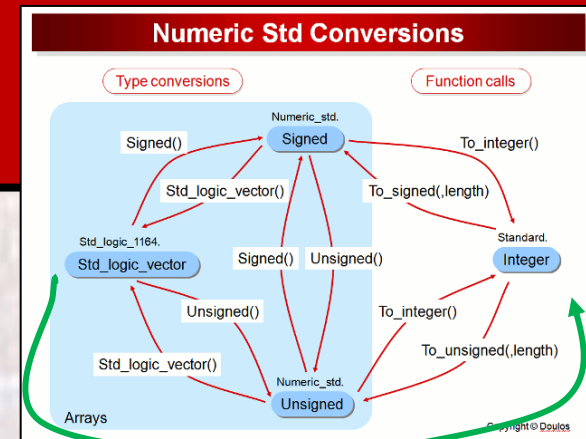 Numeric Std Conversions
Type conversions
Function calls
Numeric_std.
Signed
Signed()
To_integer()
Std_logic_vector()
To_signed(,length)
Std_logic_1164.
Std_logic_vector
Signed()
Unsigned()
Standard.
Integer
Unsigned()
To_integer()
Std_logic_vector()
To_unsigned(,length)
Numeric_std.
Unsigned
Arrays
Copyright © Doulos